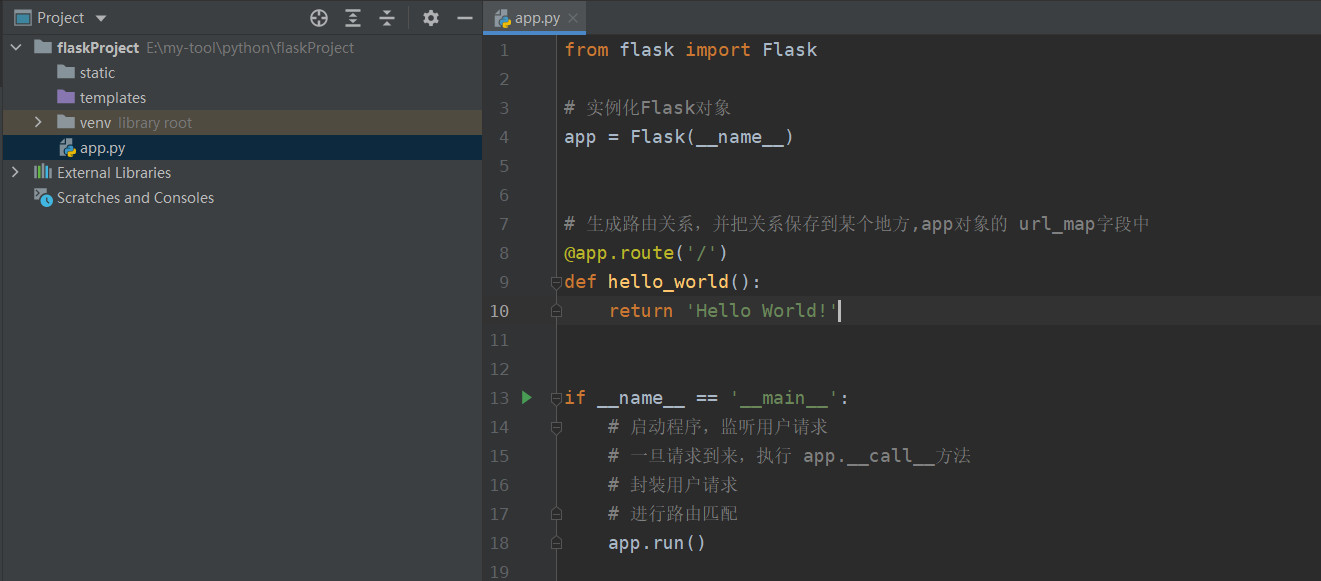 Project
flaskProject E:\my-tool\python\flaskProject
static
templates
venv library root
app.py
External Libraries
Scratches and Consoles
app.py
1 from flask import Flask
2
3 # 实例化Flask对象
4 app = Flask(__name__)
5
6
7 # 生成路由关系，并把关系保存到某个地方,app对象的 url_map字段中
8 @app.route('/')
9 def hello_world():
10     return 'Hello World!'
11
12
13 if __name__ == '__main__':
14     # 启动程序，监听用户请求
15     # 一旦请求到来，执行 app.__call__方法
16     # 封装用户请求
17     # 进行路由匹配
18     app.run()
19